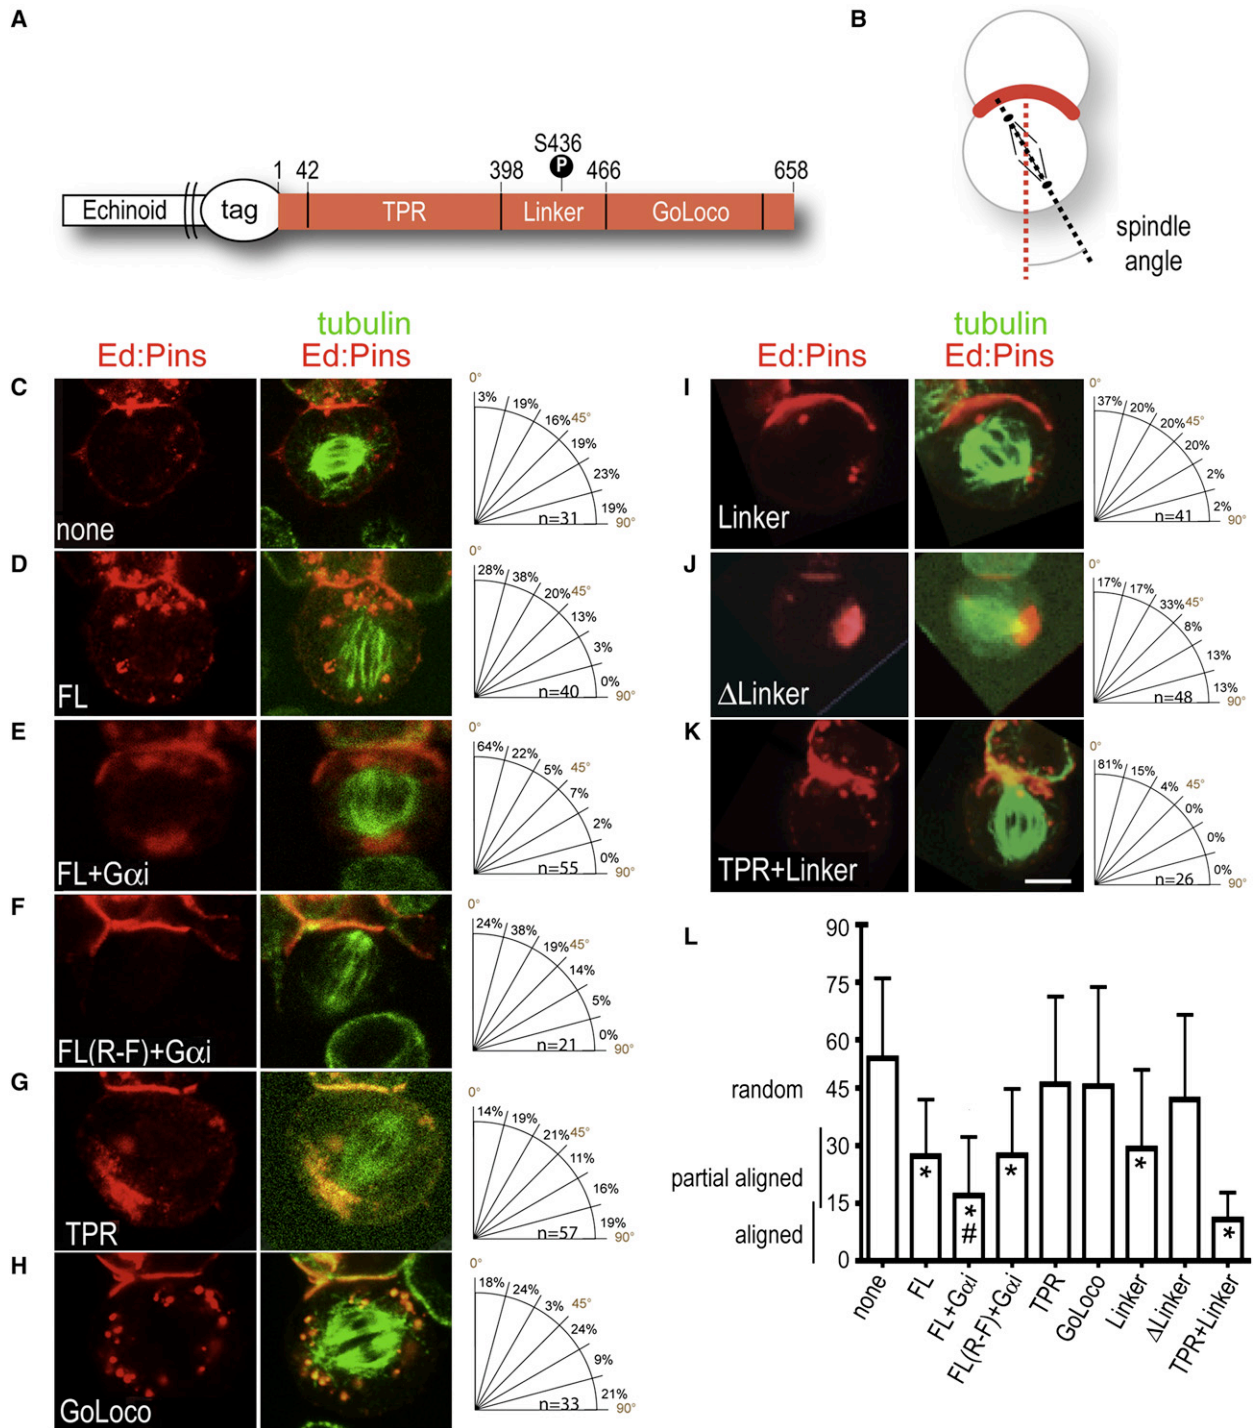 A
B
S436
P
1 42 398 466 658
Echinoid tag TPR Linker GoLoco
spindle
angle
tubulin
Ed:Pins Ed:Pins
C
none
0°
3%
19%
16%
45°
19%
23%
19%
n=31
90°
D
FL
0°
28%
38%
20%
45°
13%
3%
0%
n=40
90°
E
FL+Gαi
0°
64%
22%
5%
45°
7%
2%
0%
n=55
90°
F
FL(R-F)+Gαi
0°
24%
38%
19%
45°
14%
5%
0%
n=21
90°
G
TPR
0°
14%
19%
21%
45°
11%
16%
19%
n=57
90°
H
GoLoco
0°
18%
24%
3%
45°
24%
9%
21%
n=33
90°
tubulin
Ed:Pins Ed:Pins
I
Linker
0°
37%
20%
20%
45°
20%
2%
2%
n=41
90°
J
ΔLinker
0°
17%
17%
33%
45°
8%
13%
13%
n=48
90°
K
TPR+Linker
0°
81%
15%
4%
45°
0%
0%
0%
n=26
90°
L
90
75
60
45
30
15
0
random
partial aligned
aligned
* * # * * *
none
FL
FL+Gαi
FL(R-F)+Gαi
TPR
GoLoco
Linker
ΔLinker
TPR+Linker